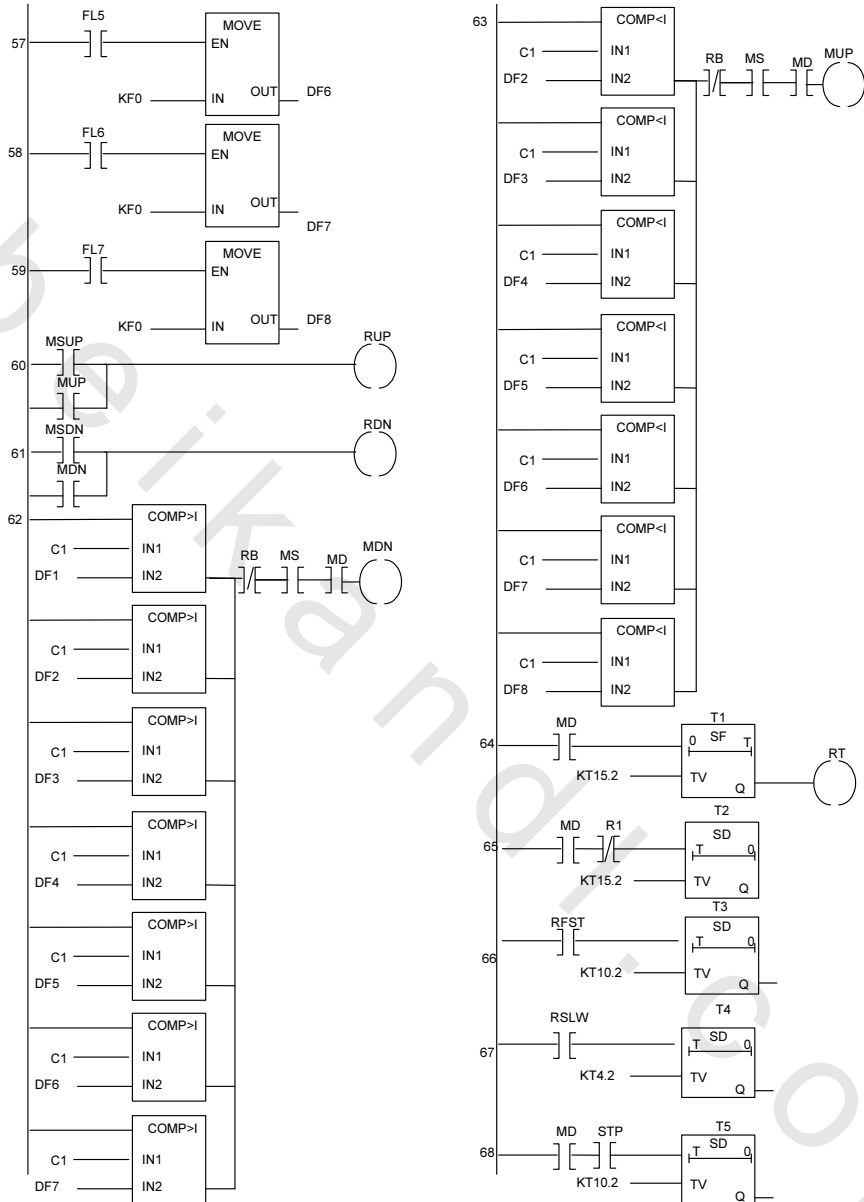 57
FL5
MOVE
EN
KF0
IN
OUT
DF6
58
FL6
MOVE
EN
KF0
IN
OUT
DF7
59
FL7
MOVE
EN
KF0
IN
OUT
DF8
60
MSUP
MUP
RUP
61
MSDN
MDN
RDN
62
COMP>I
C1
IN1
DF1
IN2
RB
MS
MD
MDN
COMP>I
C1
IN1
DF2
IN2
COMP>I
C1
IN1
DF3
IN2
COMP>I
C1
IN1
DF4
IN2
COMP>I
C1
IN1
DF5
IN2
COMP>I
C1
IN1
DF6
IN2
COMP>I
C1
IN1
DF7
IN2
63
COMP<I
C1
IN1
DF2
IN2
RB
MS
MD
MUP
COMP<I
C1
IN1
DF3
IN2
COMP<I
C1
IN1
DF4
IN2
COMP<I
C1
IN1
DF5
IN2
COMP<I
C1
IN1
DF6
IN2
COMP<I
C1
IN1
DF7
IN2
COMP<I
C1
IN1
DF8
IN2
64
MD
T1
0
SF
T
KT15.2
TV
Q
RT
65
MD
R1
T2
SD
T
0
KT15.2
TV
Q
66
RFST
T3
SD
T
0
KT10.2
TV
Q
67
RSLW
T4
SD
T
0
KT4.2
TV
Q
68
MD
STP
T5
SD
T
0
KT10.2
TV
Q
beikandl.co